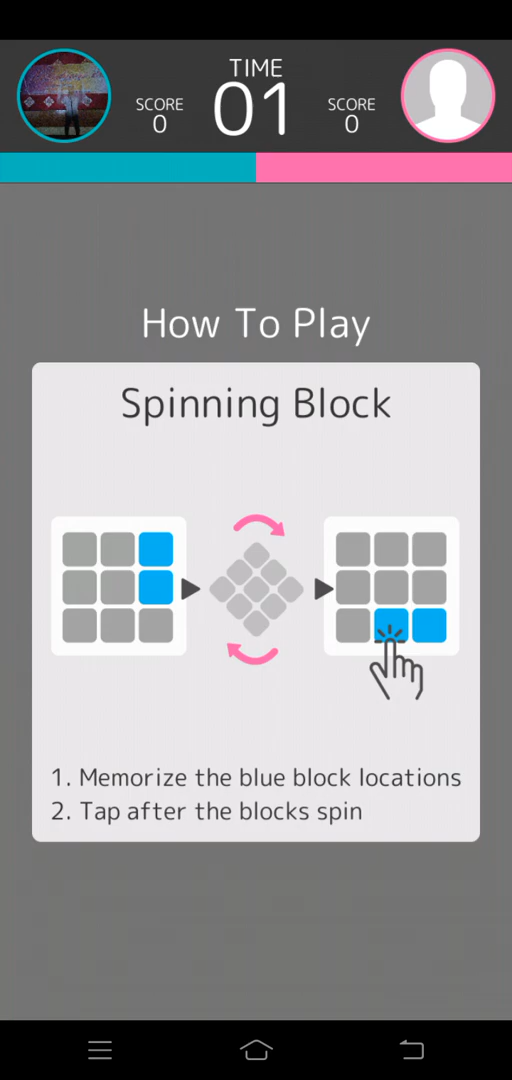 TIME
01
SCORE
0
SCORE
0
How To Play
Spinning Block
1. Memorize the blue block locations
2. Tap after the blocks spin